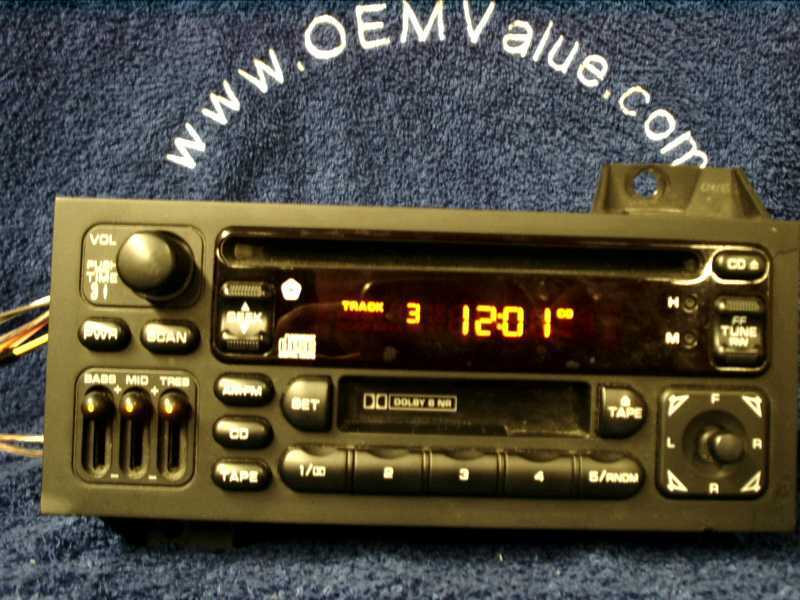 www.OEMValue.com
VOL
PUSH
TIME
CD
SEEK
TRACK 3 12:01 CD
H
M
FF
TUNE
RW
PWR
SCAN
BASS MID TREB
+ +
- -
AM/FM
SET
DOLBY B NR
TAPE
CD
TAPE
1/
2
3
4
5/RNDM
F
L
R
R